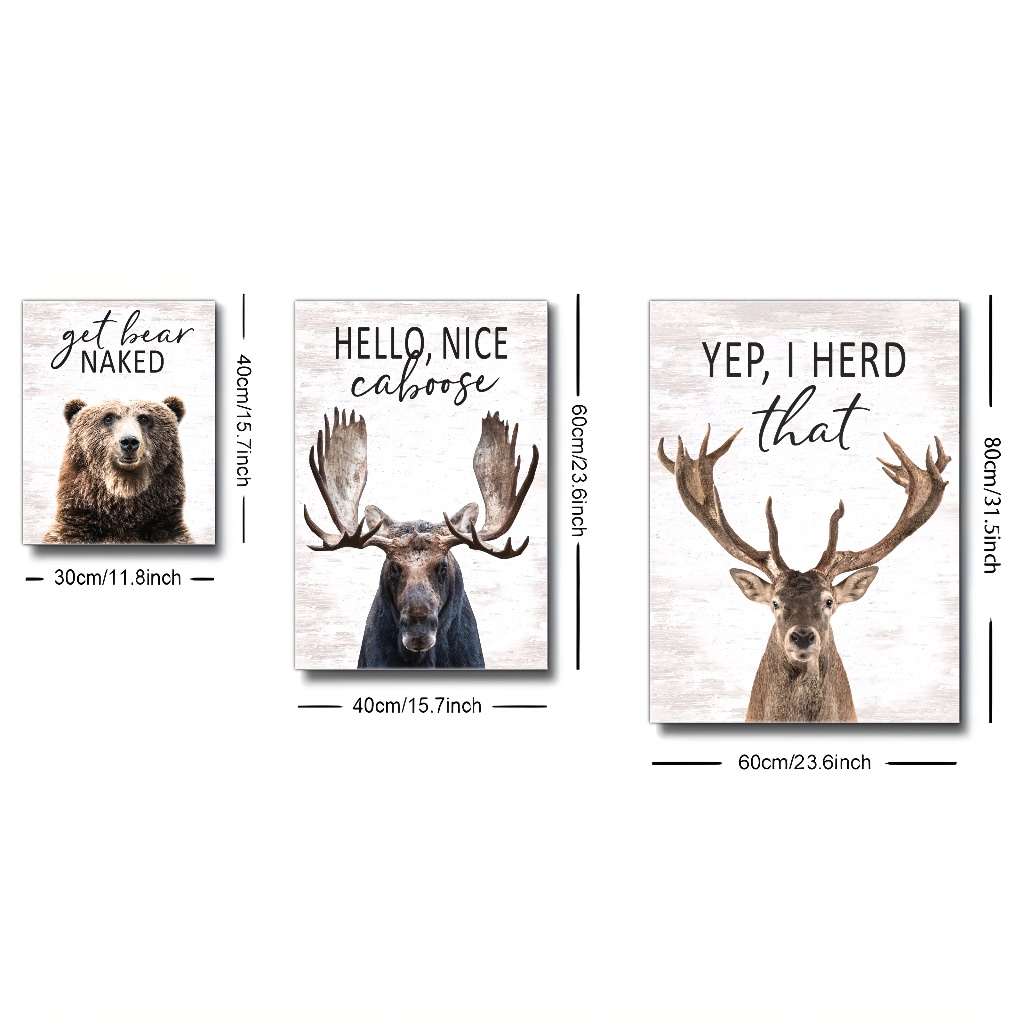 get bear
NAKED
40cm/15.7inch
30cm/11.8inch
HELLO, NICE
caboose
60cm/23.6inch
40cm/15.7inch
YEP, I HERD
that
80cm/31.5inch
60cm/23.6inch